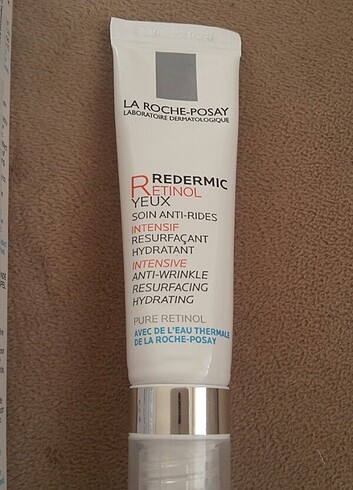 LA ROCHE-POSAY
LABORATOIRE DERMATOLOGIQUE
REDERMIC
RETINOL
YEUX
SOIN ANTI-RIDES
INTENSIF
RESURFAÇANT
HYDRATANT
INTENSIVE
ANTI-WRINKLE
RESURFACING
HYDRATING
PURE RETINOL
AVEC DE L'EAU THERMALE
DE LA ROCHE-POSAY